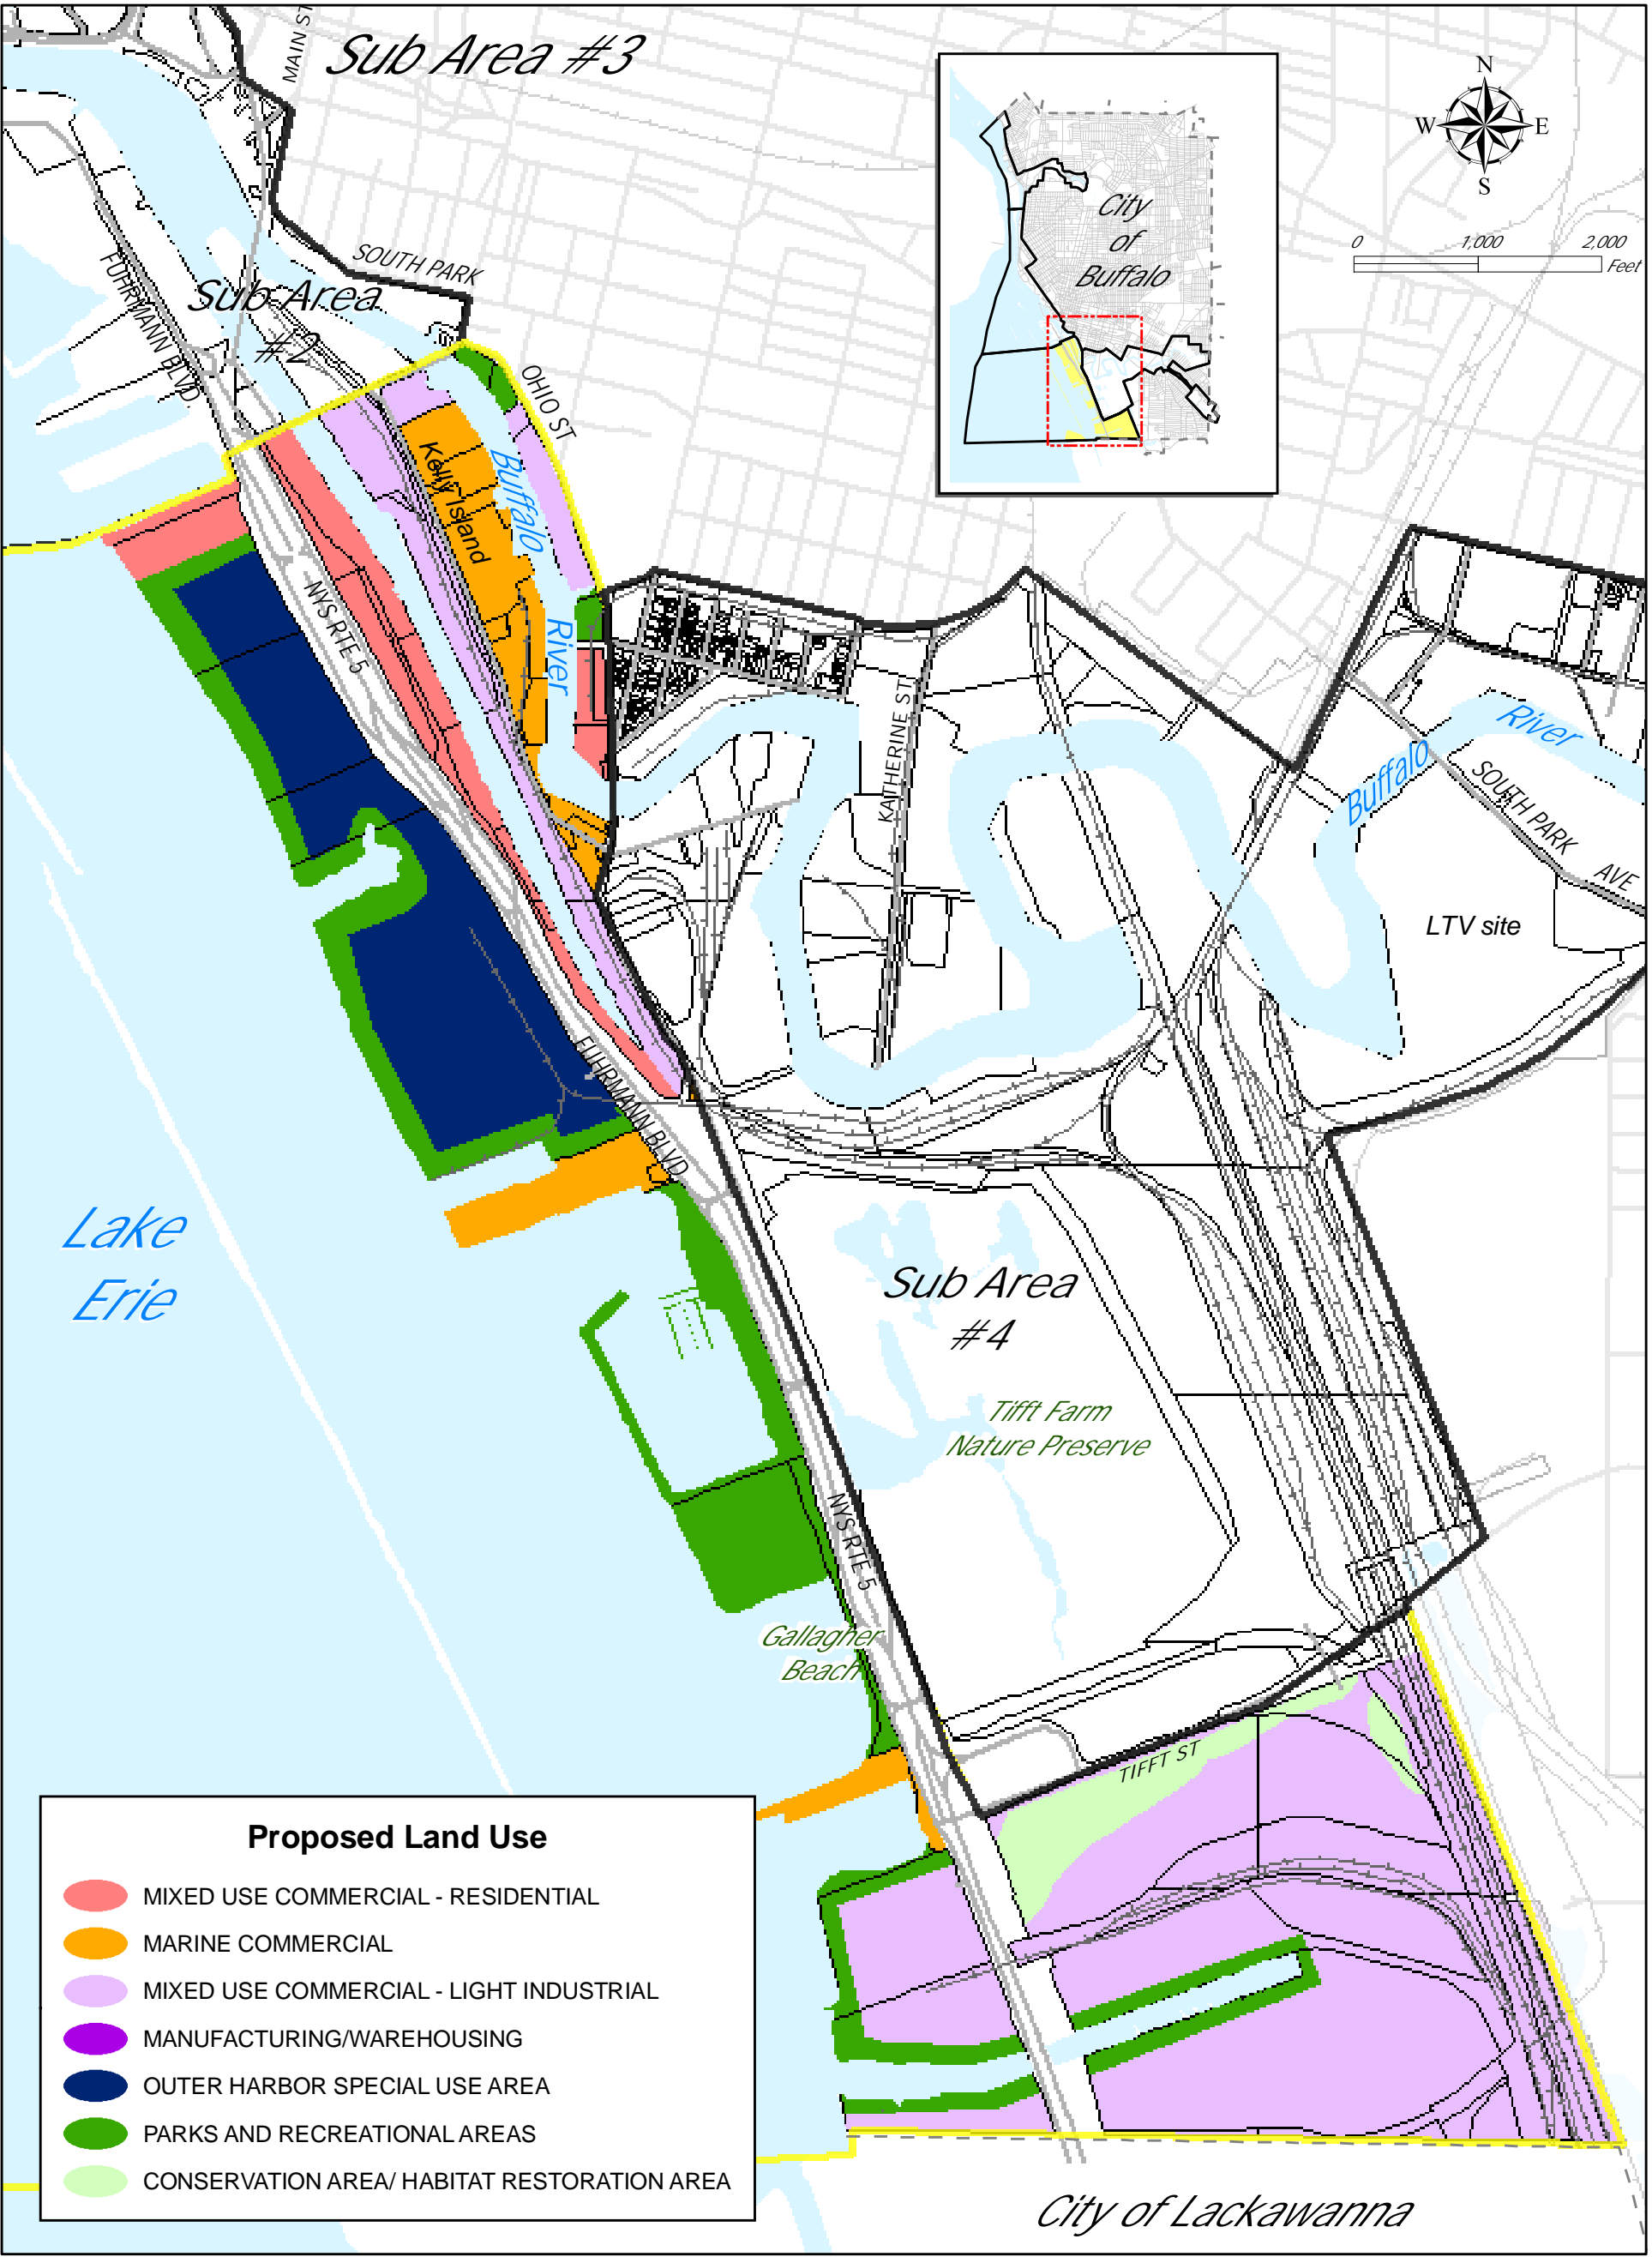 Sub Area #3
MAIN ST
N
W
E
S
0
1,000
2,000
Feet
City
of
Buffalo
SOUTH PARK
FUHRMANN BLVD
Sub Area
#2
OHIO ST
Kelly Island
Buffalo
River
NYS RTE 5
KATHERINE ST
Buffalo
River
SOUTH PARK
AVE
LTV site
FUHRMANN BLVD
Lake
Erie
Sub Area
#4
Tifft Farm
Nature Preserve
NYS RTE 5
Gallagher
Beach
TIFFT ST
Proposed Land Use
MIXED USE COMMERCIAL - RESIDENTIAL
MARINE COMMERCIAL
MIXED USE COMMERCIAL - LIGHT INDUSTRIAL
MANUFACTURING/WAREHOUSING
OUTER HARBOR SPECIAL USE AREA
PARKS AND RECREATIONAL AREAS
CONSERVATION AREA/ HABITAT RESTORATION AREA
City of Lackawanna